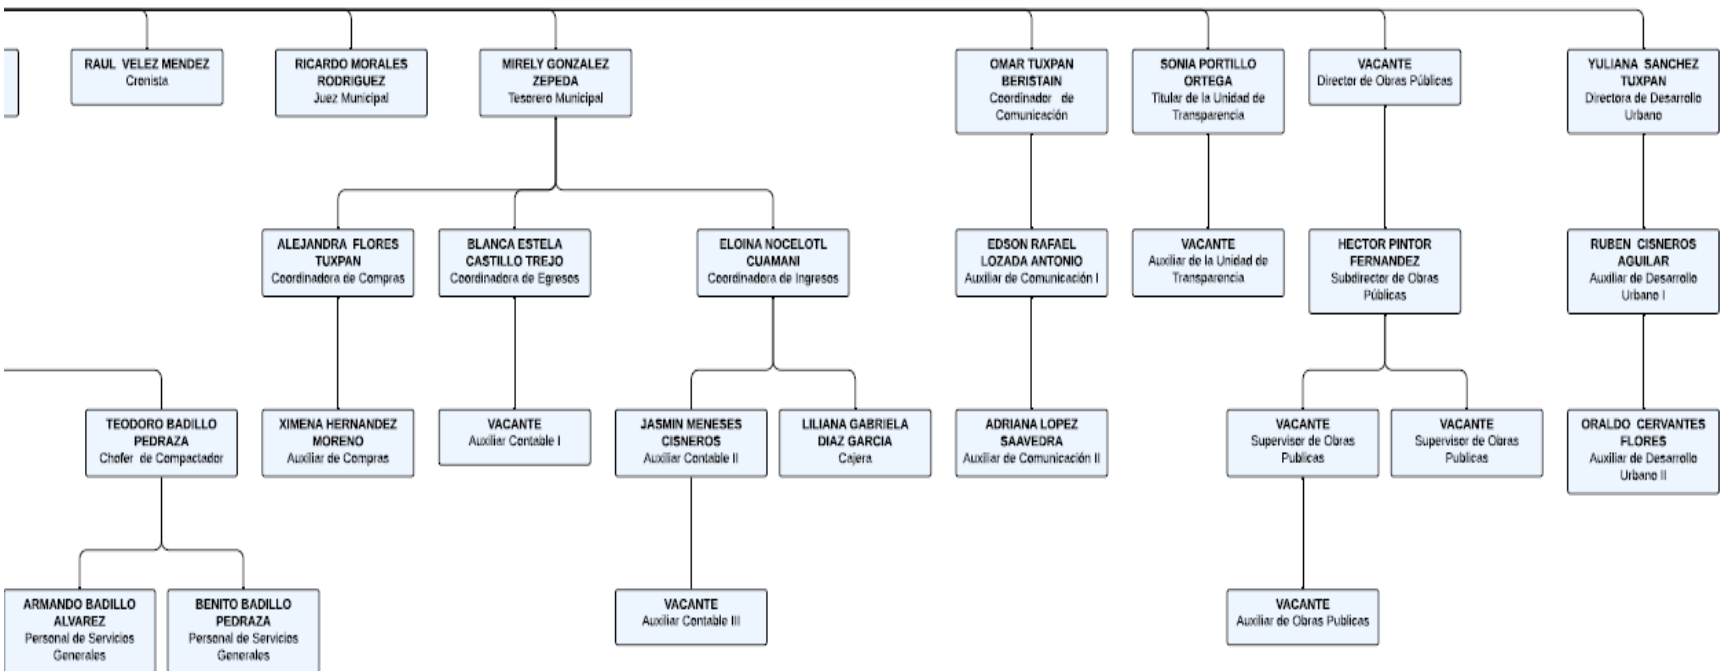 RAUL VELEZ MENDEZ
Cronista
RICARDO MORALES
RODRIGUEZ
Juez Municipal
MIRELY GONZALEZ
ZEPEDA
Tesorero Municipal
OMAR TUXPAN
BERISTAIN
Coordinador de
Comunicación
SONIA PORTILLO
ORTEGA
Titular de la Unidad de
Transparencia
VACANTE
Director de Obras Públicas
YULIANA SANCHEZ
TUXPAN
Directora de Desarrollo
Urbano
ALEJANDRA FLORES
TUXPAN
Coordinadora de Compras
BLANCA ESTELA
CASTILLO TREJO
Coordinadora de Egresos
ELOINA NOCELOTL
CUAMANI
Coordinadora de Ingresos
EDSON RAFAEL
LOZADA ANTONIO
Auxiliar de Comunicación I
VACANTE
Auxiliar de la Unidad de
Transparencia
HECTOR PINTOR
FERNANDEZ
Subdirector de Obras
Públicas
RUBEN CISNEROS
AGUILAR
Auxiliar de Desarrollo
Urbano I
TEODORO BADILLO
PEDRAZA
Chofer de Compactador
XIMENA HERNANDEZ
MORENO
Auxiliar de Compras
VACANTE
Auxiliar Contable I
JASMIN MENESES
CISNEROS
Auxiliar Contable II
LILIANA GABRIELA
DIAZ GARCIA
Cajera
ADRIANA LOPEZ
SAAVEDRA
Auxiliar de Comunicación II
VACANTE
Supervisor de Obras
Publicas
VACANTE
Supervisor de Obras
Publicas
ORALDO CERVANTES
FLORES
Auxiliar de Desarrollo
Urbano II
ARMANDO BADILLO
ALVAREZ
Personal de Servicios
Generales
BENITO BADILLO
PEDRAZA
Personal de Servicios
Generales
VACANTE
Auxiliar Contable III
VACANTE
Auxiliar de Obras Publicas